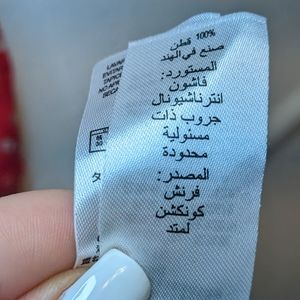 100% قطن
صنع في الهند
المستورد:
فاشون
انترناشيونال
جروب ذات
مسئولية
محدودة
المصدر:
فرنش
كونكشن
لمتد